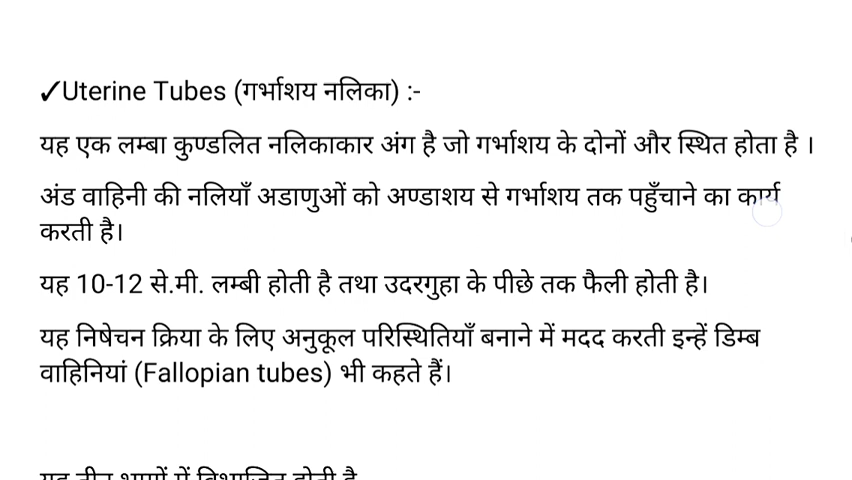 ✓Uterine Tubes (गर्भाशय नलिका) :-
यह एक लम्बा कुण्डलित नलिकाकार अंग है जो गर्भाशय के दोनों और स्थित होता है ।
अंड वाहिनी की नलियाँ अडाणुओं को अण्डाशय से गर्भाशय तक पहुँचाने का कार्य
करती है।
यह 10-12 से.मी. लम्बी होती है तथा उदरगुहा के पीछे तक फैली होती है।
यह निषेचन क्रिया के लिए अनुकूल परिस्थितियाँ बनाने में मदद करती इन्हें डिम्ब
वाहिनियां (Fallopian tubes) भी कहते हैं।
यह तीन भागों में विभाजित होती है